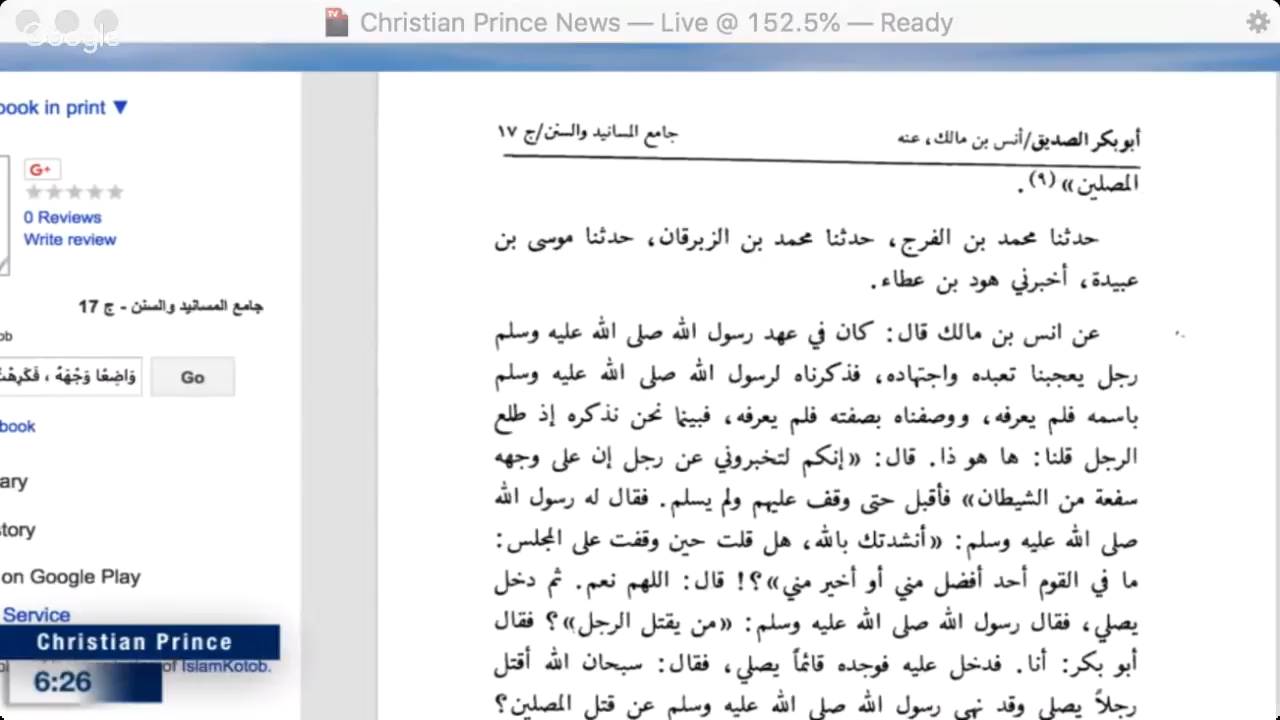 Christian Prince News — Live @ 152.5% — Ready
Google
book in print ▼
G+
0 Reviews
Write review
جامع المسانيد والسنن - ج 17
ob
وَاضِعًا وَجْهَهُ ، فَكَرِهْتُ
Go
book
ary
story
on Google Play
Service
of IslamKotob.
Christian Prince
6:26
أبو بكر الصديق/أنس بن مالك، عنه
جامع المسانيد والسنن/ج ١٧
المصلين» (٩) .
حدثنا محمد بن الفرج، حدثنا محمد بن الزبرقان، حدثنا موسى بن
عبيدة، أخبرني هود بن عطاء.
عن انس بن مالك قال: كان في عهد رسول الله صلى الله عليه وسلم
رجل يعجبنا تعبده واجتهاده، فذكرناه لرسول الله صلى الله عليه وسلم
باسمه فلم يعرفه، ووصفناه بصفته فلم يعرفه، فبينما نحن نذكره إذ طلع
الرجل قلنا: ها هو ذا. قال: «إنكم لتخبروني عن رجل إن على وجهه
سفعة من الشيطان» فأقبل حتى وقف عليهم ولم يسلم. فقال له رسول الله
صلى الله عليه وسلم: «أنشدتك بالله، هل قلت حين وقفت على المجلس:
ما في القوم أحد أفضل مني أو أخير مني»؟! قال: اللهم نعم. ثم دخل
يصلي، فقال رسول الله صلى الله عليه وسلم: «من يقتل الرجل»؟ فقال
أبو بكر: أنا. فدخل عليه فوجده قائماً يصلي، فقال: سبحان الله أقتل
رجلاً يصلي وقد نهى رسول الله صلى الله عليه وسلم عن قتل المصلين؟